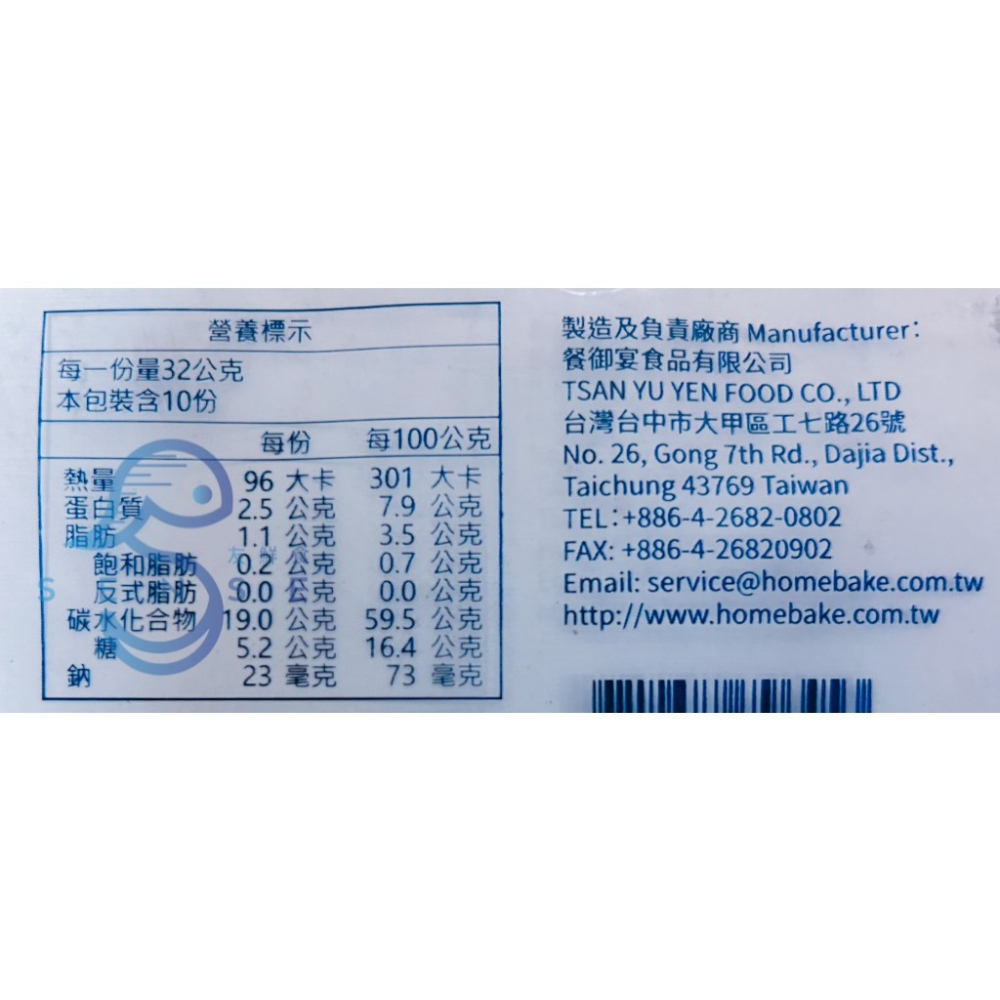 營養標示
每一份量32公克
本包裝含10份
每份 每100公克
熱量 96 大卡 301 大卡
蛋白質 2.5 公克 7.9 公克
脂肪 1.1 公克 3.5 公克
飽和脂肪 0.2 公克 0.7 公克
反式脂肪 0.0 公克 0.0 公克
碳水化合物 19.0 公克 59.5 公克
糖 5.2 公克 16.4 公克
鈉 23 毫克 73 毫克
製造及負責廠商 Manufacturer：
餐御宴食品有限公司
TSAN YU YEN FOOD CO., LTD
台灣台中市大甲區工七路26號
No. 26, Gong 7th Rd., Dajia Dist.,
Taichung 43769 Taiwan
TEL：+886-4-2682-0802
FAX: +886-4-26820902
Email: service@homebake.com.tw
http://www.homebake.com.tw